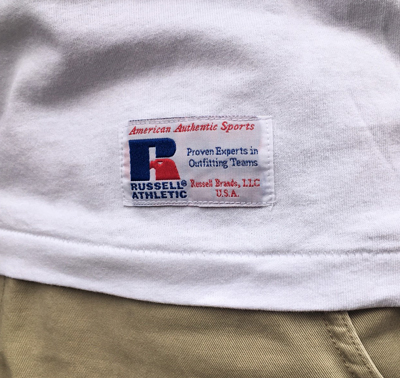 American Authentic Sports
R
Proven Experts in
Outfitting Teams
RUSSELL®
ATHLETIC
Russell Brands, LLC
U.S.A.